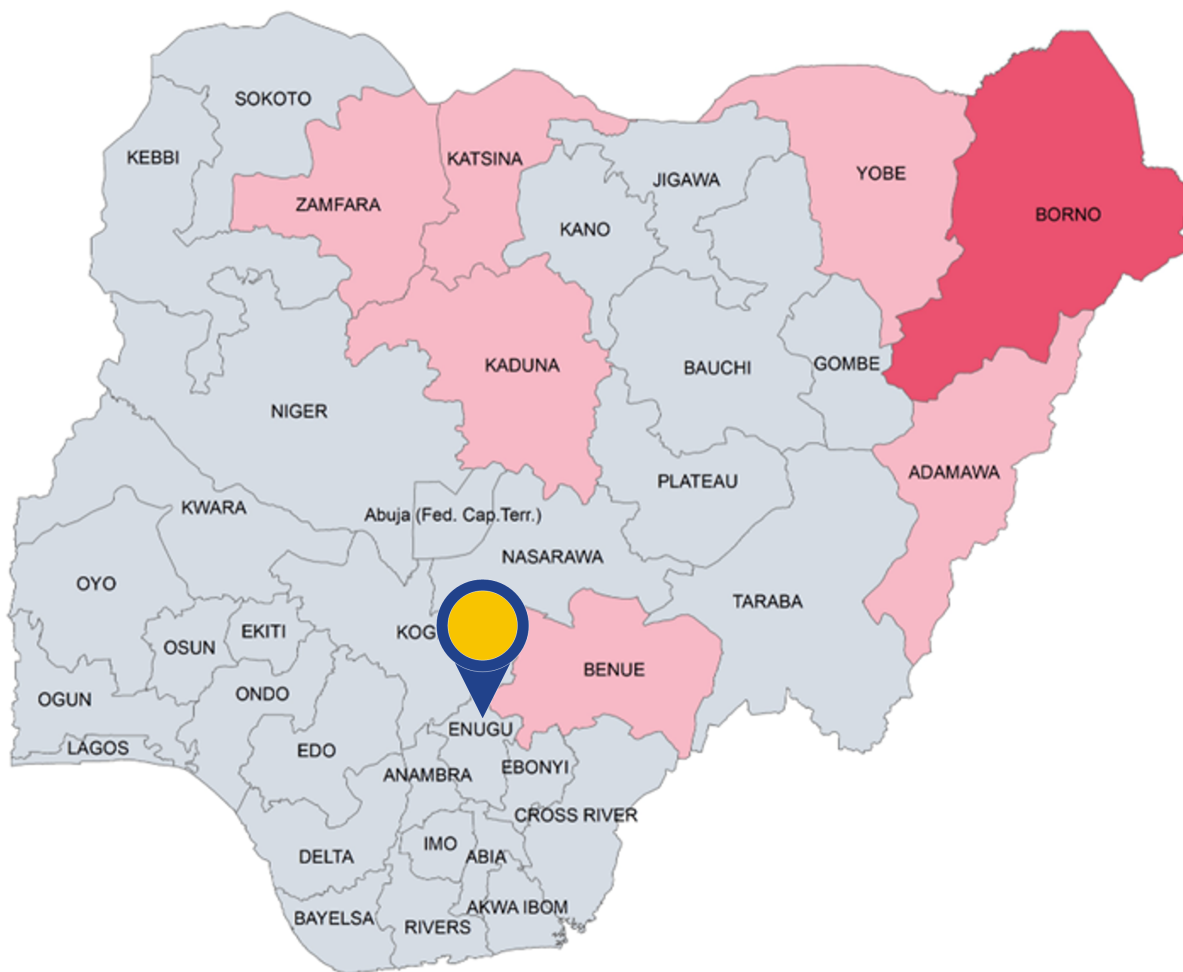 SOKOTO
KEBBI
KATSINA
ZAMFARA
JIGAWA
YOBE
KANO
BORNO
KADUNA
BAUCHI
GOMBE
NIGER
ADAMAWA
PLATEAU
KWARA
Abuja (Fed. Cap.Terr.)
NASARAWA
OYO
TARABA
EKITI
KOG
OSUN
BENUE
OGUN
ONDO
ENUGU
LAGOS
EDO
EBONYI
ANAMBRA
CROSS RIVER
IMO
DELTA
ABIA
AKWA IBOM
BAYELSA
RIVERS